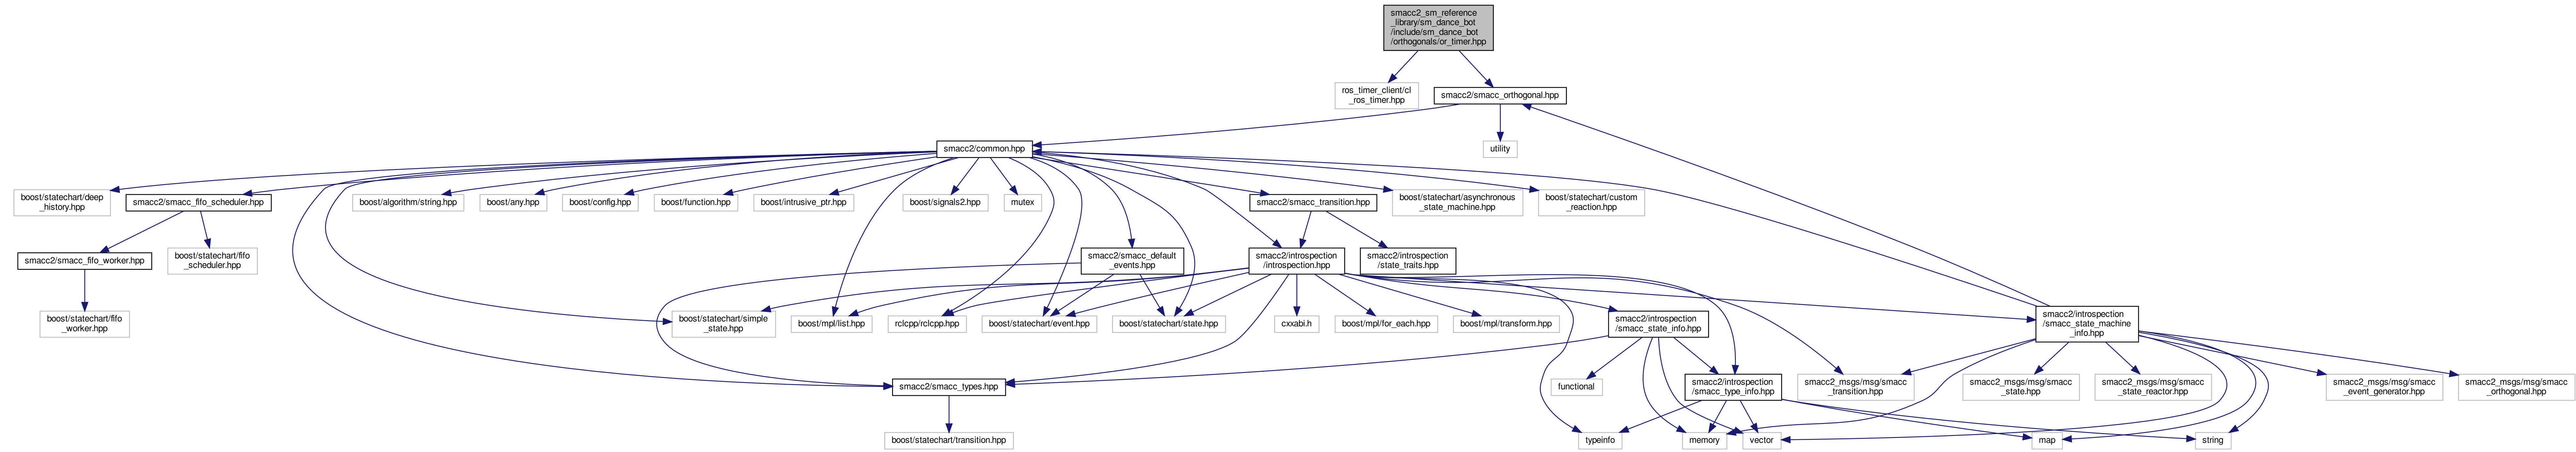 smacc2_sm_reference
_library/sm_dance_bot
/include/sm_dance_bot
/orthogonals/or_timer.hpp
ros_timer_client/cl
_ros_timer.hpp
smacc2/smacc_orthogonal.hpp
smacc2/common.hpp
utility
boost/statechart/deep
_history.hpp
smacc2/smacc_fifo_scheduler.hpp
boost/algorithm/string.hpp
boost/any.hpp
boost/config.hpp
boost/function.hpp
boost/intrusive_ptr.hpp
boost/signals2.hpp
mutex
smacc2/smacc_transition.hpp
boost/statechart/asynchronous
_state_machine.hpp
boost/statechart/custom
_reaction.hpp
smacc2/smacc_fifo_worker.hpp
boost/statechart/fifo
_scheduler.hpp
smacc2/smacc_default
_events.hpp
smacc2/introspection
/introspection.hpp
smacc2/introspection
/state_traits.hpp
boost/statechart/fifo
_worker.hpp
boost/statechart/simple
_state.hpp
boost/mpl/list.hpp
rclcpp/rclcpp.hpp
boost/statechart/event.hpp
boost/statechart/state.hpp
cxxabi.h
boost/mpl/for_each.hpp
boost/mpl/transform.hpp
smacc2/introspection
/smacc_state_info.hpp
smacc2/introspection
/smacc_state_machine
_info.hpp
smacc2/smacc_types.hpp
functional
smacc2/introspection
/smacc_type_info.hpp
smacc2_msgs/msg/smacc
_transition.hpp
smacc2_msgs/msg/smacc
_state.hpp
smacc2_msgs/msg/smacc
_state_reactor.hpp
smacc2_msgs/msg/smacc
_event_generator.hpp
smacc2_msgs/msg/smacc
_orthogonal.hpp
boost/statechart/transition.hpp
typeinfo
memory
vector
map
string